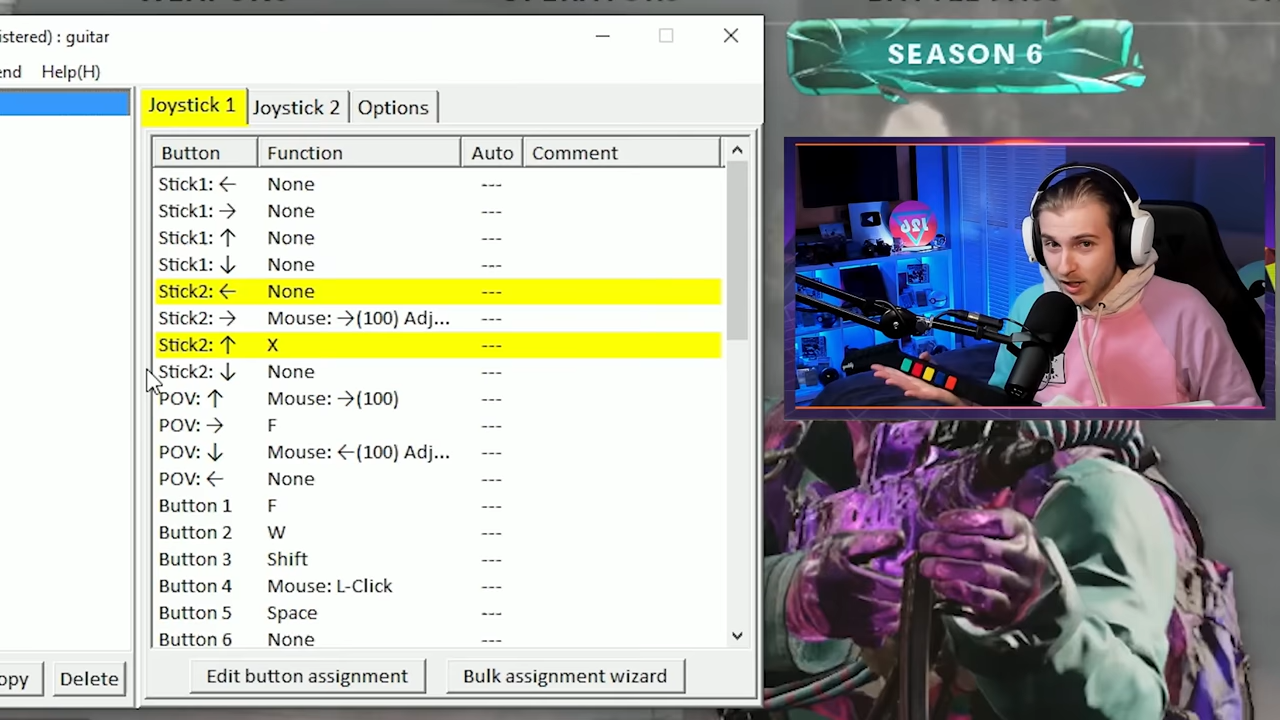 istered) : guitar
end Help(H)
SEASON 6
Joystick 1 Joystick 2 Options
Button Function Auto Comment
Stick1: ← None ---
Stick1: → None ---
Stick1: ↑ None ---
Stick1: ↓ None ---
Stick2: ← None ---
Stick2: → Mouse: →(100) Adj... ---
Stick2: ↑ X ---
Stick2: ↓ None ---
POV: ↑ Mouse: →(100) ---
POV: → F ---
POV: ↓ Mouse: ←(100) Adj... ---
POV: ← None ---
Button 1 F ---
Button 2 W ---
Button 3 Shift ---
Button 4 Mouse: L-Click ---
Button 5 Space ---
Button 6 None ---
opy Delete Edit button assignment Bulk assignment wizard